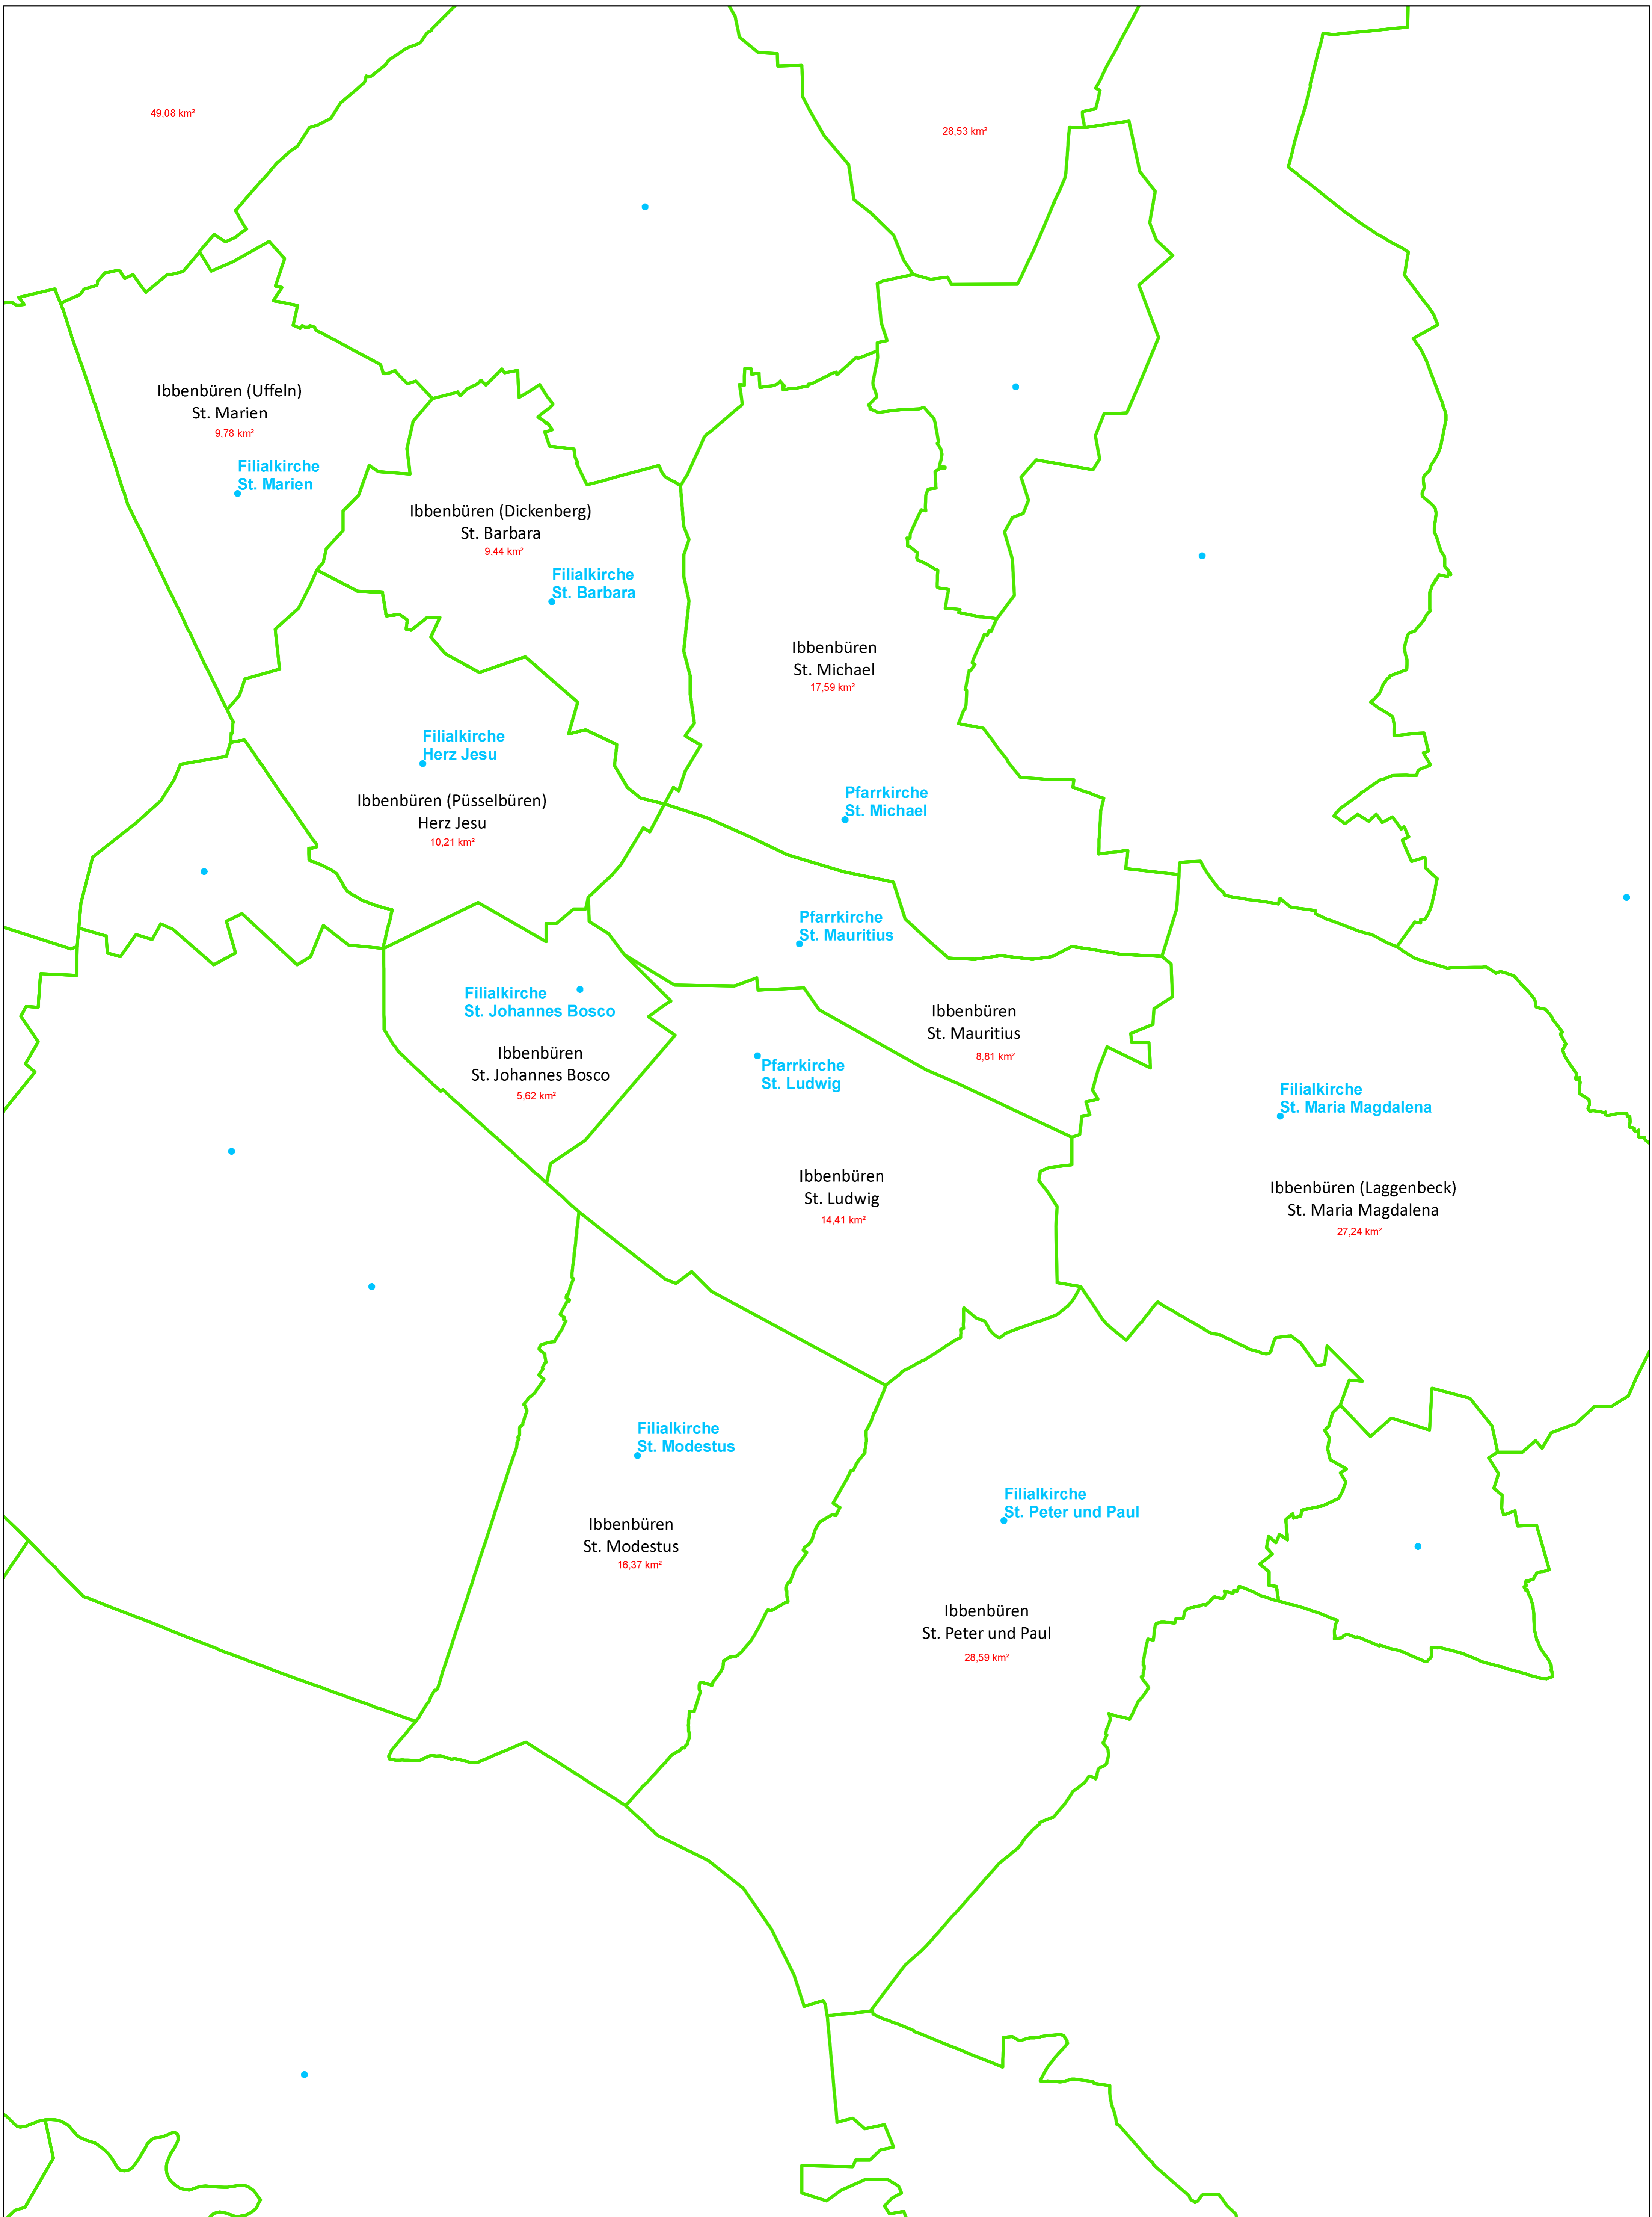 49,08 km²
28,53 km²
Ibbenbüren (Uffeln)
St. Marien
9,78 km²
Filialkirche
St. Marien
Ibbenbüren (Dickenberg)
St. Barbara
9,44 km²
Filialkirche
St. Barbara
Ibbenbüren
St. Michael
17,59 km²
Filialkirche
Herz Jesu
Ibbenbüren (Püsselbüren)
Herz Jesu
10,21 km²
Pfarrkirche
St. Michael
Pfarrkirche
St. Mauritius
Filialkirche
St. Johannes Bosco
Ibbenbüren
St. Johannes Bosco
5,62 km²
Ibbenbüren
St. Mauritius
8,81 km²
Pfarrkirche
St. Ludwig
Filialkirche
St. Maria Magdalena
Ibbenbüren
St. Ludwig
14,41 km²
Ibbenbüren (Laggenbeck)
St. Maria Magdalena
27,24 km²
Filialkirche
St. Modestus
Ibbenbüren
St. Modestus
16,37 km²
Filialkirche
St. Peter und Paul
Ibbenbüren
St. Peter und Paul
28,59 km²